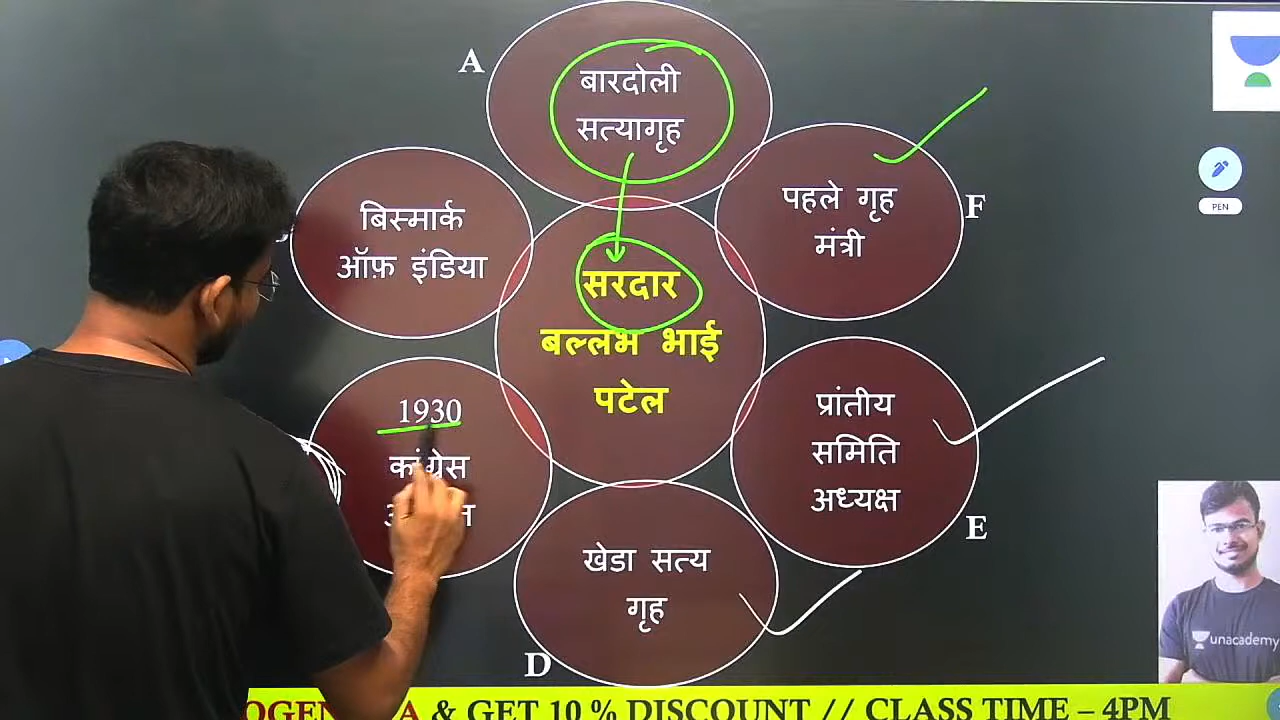 A
बारदोली
सत्यागृह
बिस्मार्क
ऑफ़ इंडिया
पहले गृह
मंत्री
F
सरदार
बल्लभ भाई
पटेल
1930
कांग्रेस
प्रांतीय
समिति
अध्यक्ष
E
खेडा सत्य
गृह
D
PEN
unacademy
& GET 10 % DISCOUNT // CLASS TIME – 4PM